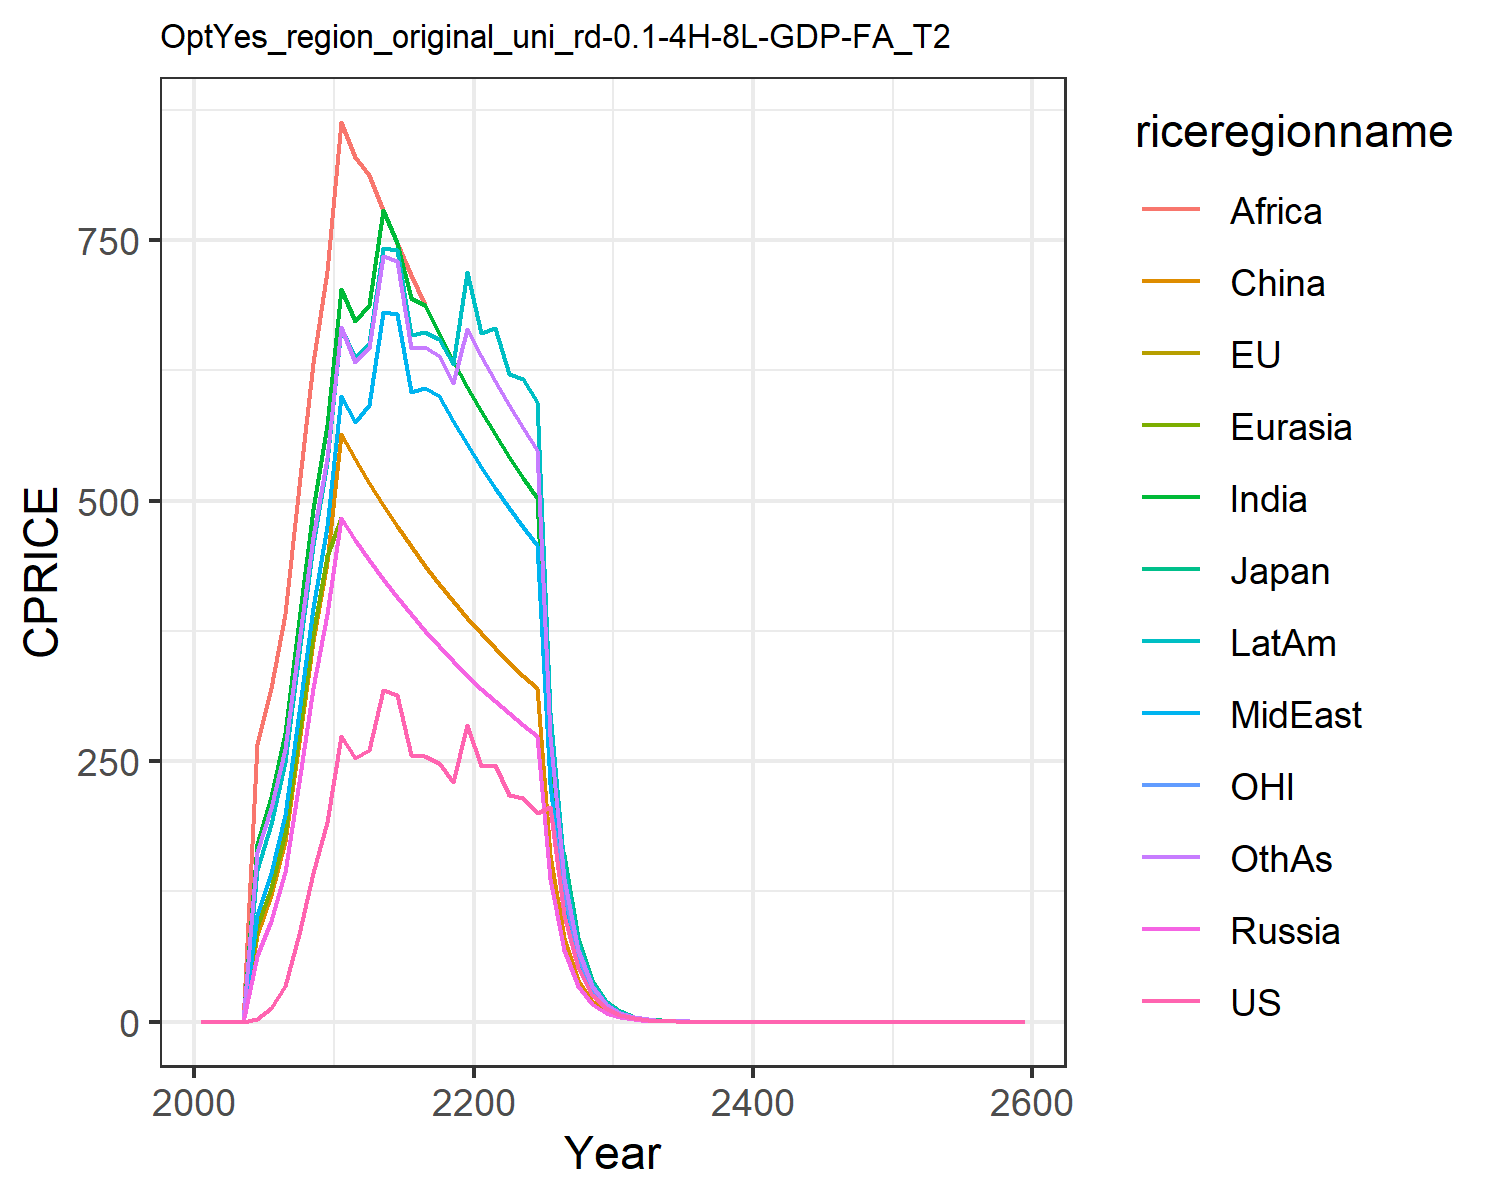 OptYes_region_original_uni_rd-0.1-4H-8L-GDP-FA_T2
riceregionname
Africa
China
EU
Eurasia
India
Japan
LatAm
MidEast
OHI
OthAs
Russia
US
CPRICE
750
500
250
0
2000
2200
2400
2600
Year